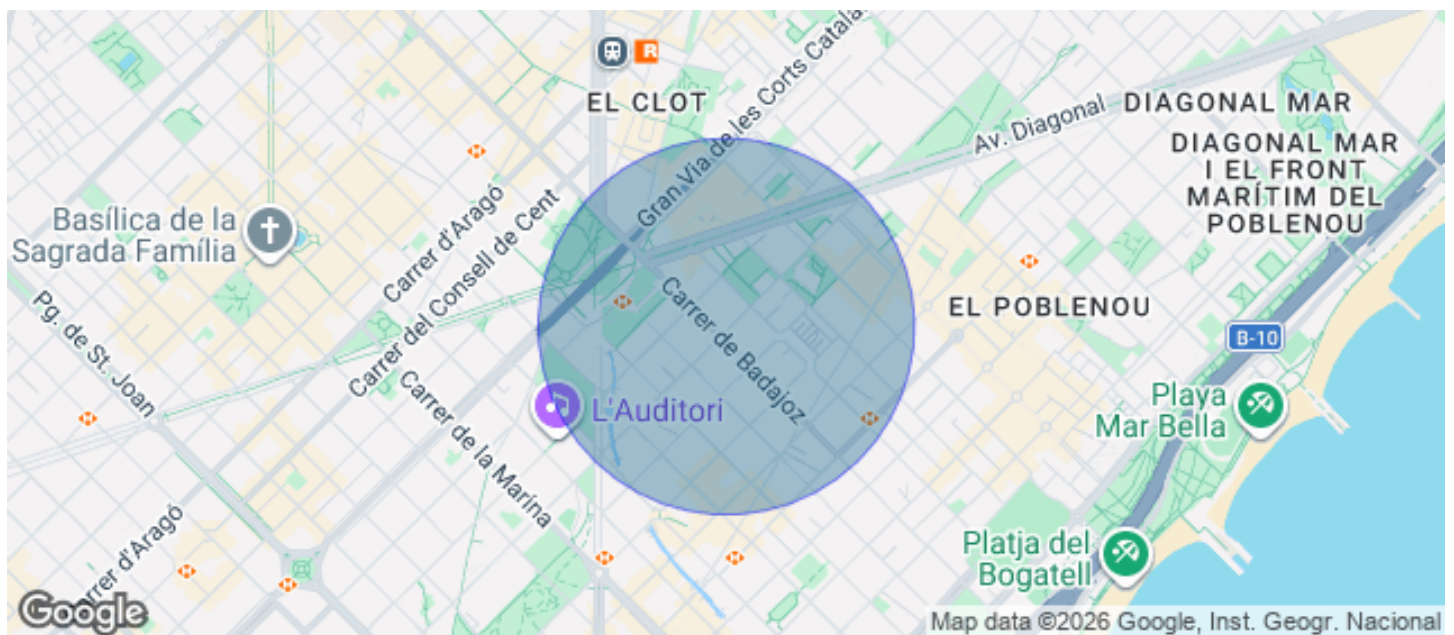 R
EL CLOT
Gran Via de les Corts Catala
Av. Diagonal
DIAGONAL MAR
DIAGONAL MAR
I EL FRONT
MARÍTIM DEL
POBLENOU
Basílica de la
Sagrada Família
Carrer d'Aragó
Carrer del Consell de Cent
Pg. de St. Joan
Carrer de Badajoz
EL POBLENOU
B-10
L'Auditori
Playa
Mar Bella
Carrer de la Marina
Carrer d'Aragó
Platja del
Bogatell
Google
Map data ©2026 Google, Inst. Geogr. Nacional